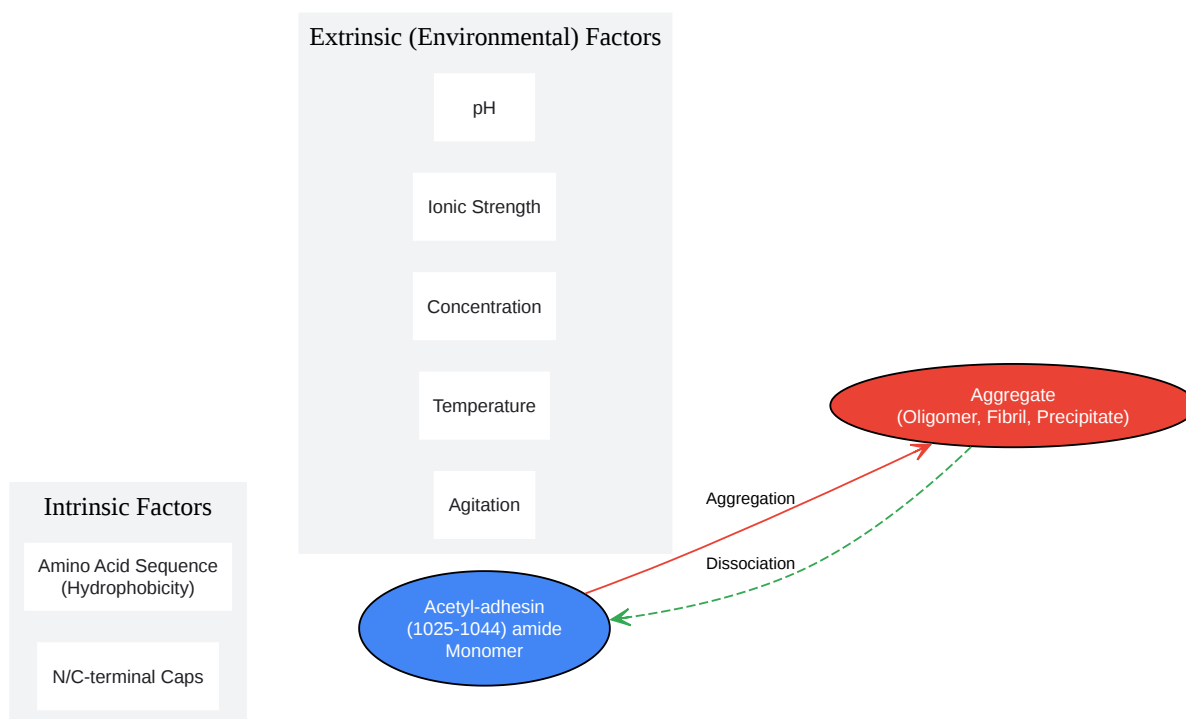 Extrinsic (Environmental) Factors
pH
Ionic Strength
Concentration
Temperature
Agitation
Intrinsic Factors
Amino Acid Sequence
(Hydrophobicity)
N/C-terminal Caps
Acetyl-adhesin
(1025-1044) amide
Monomer
Aggregation
Dissociation
Aggregate
(Oligomer, Fibril, Precipitate)